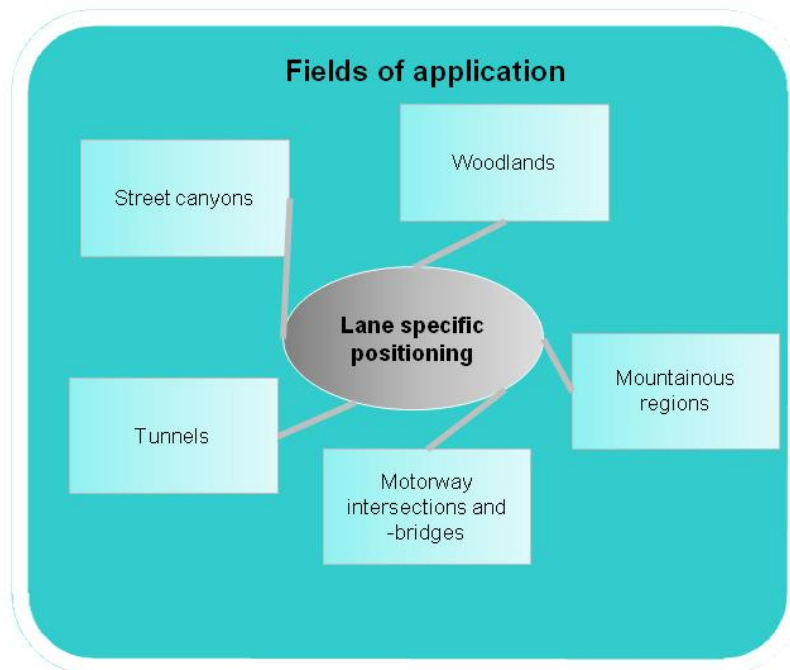 Fields of application
Woodlands
Street canyons
Lane specific
positioning
Mountainous
regions
Tunnels
Motorway
intersections and
-bridges